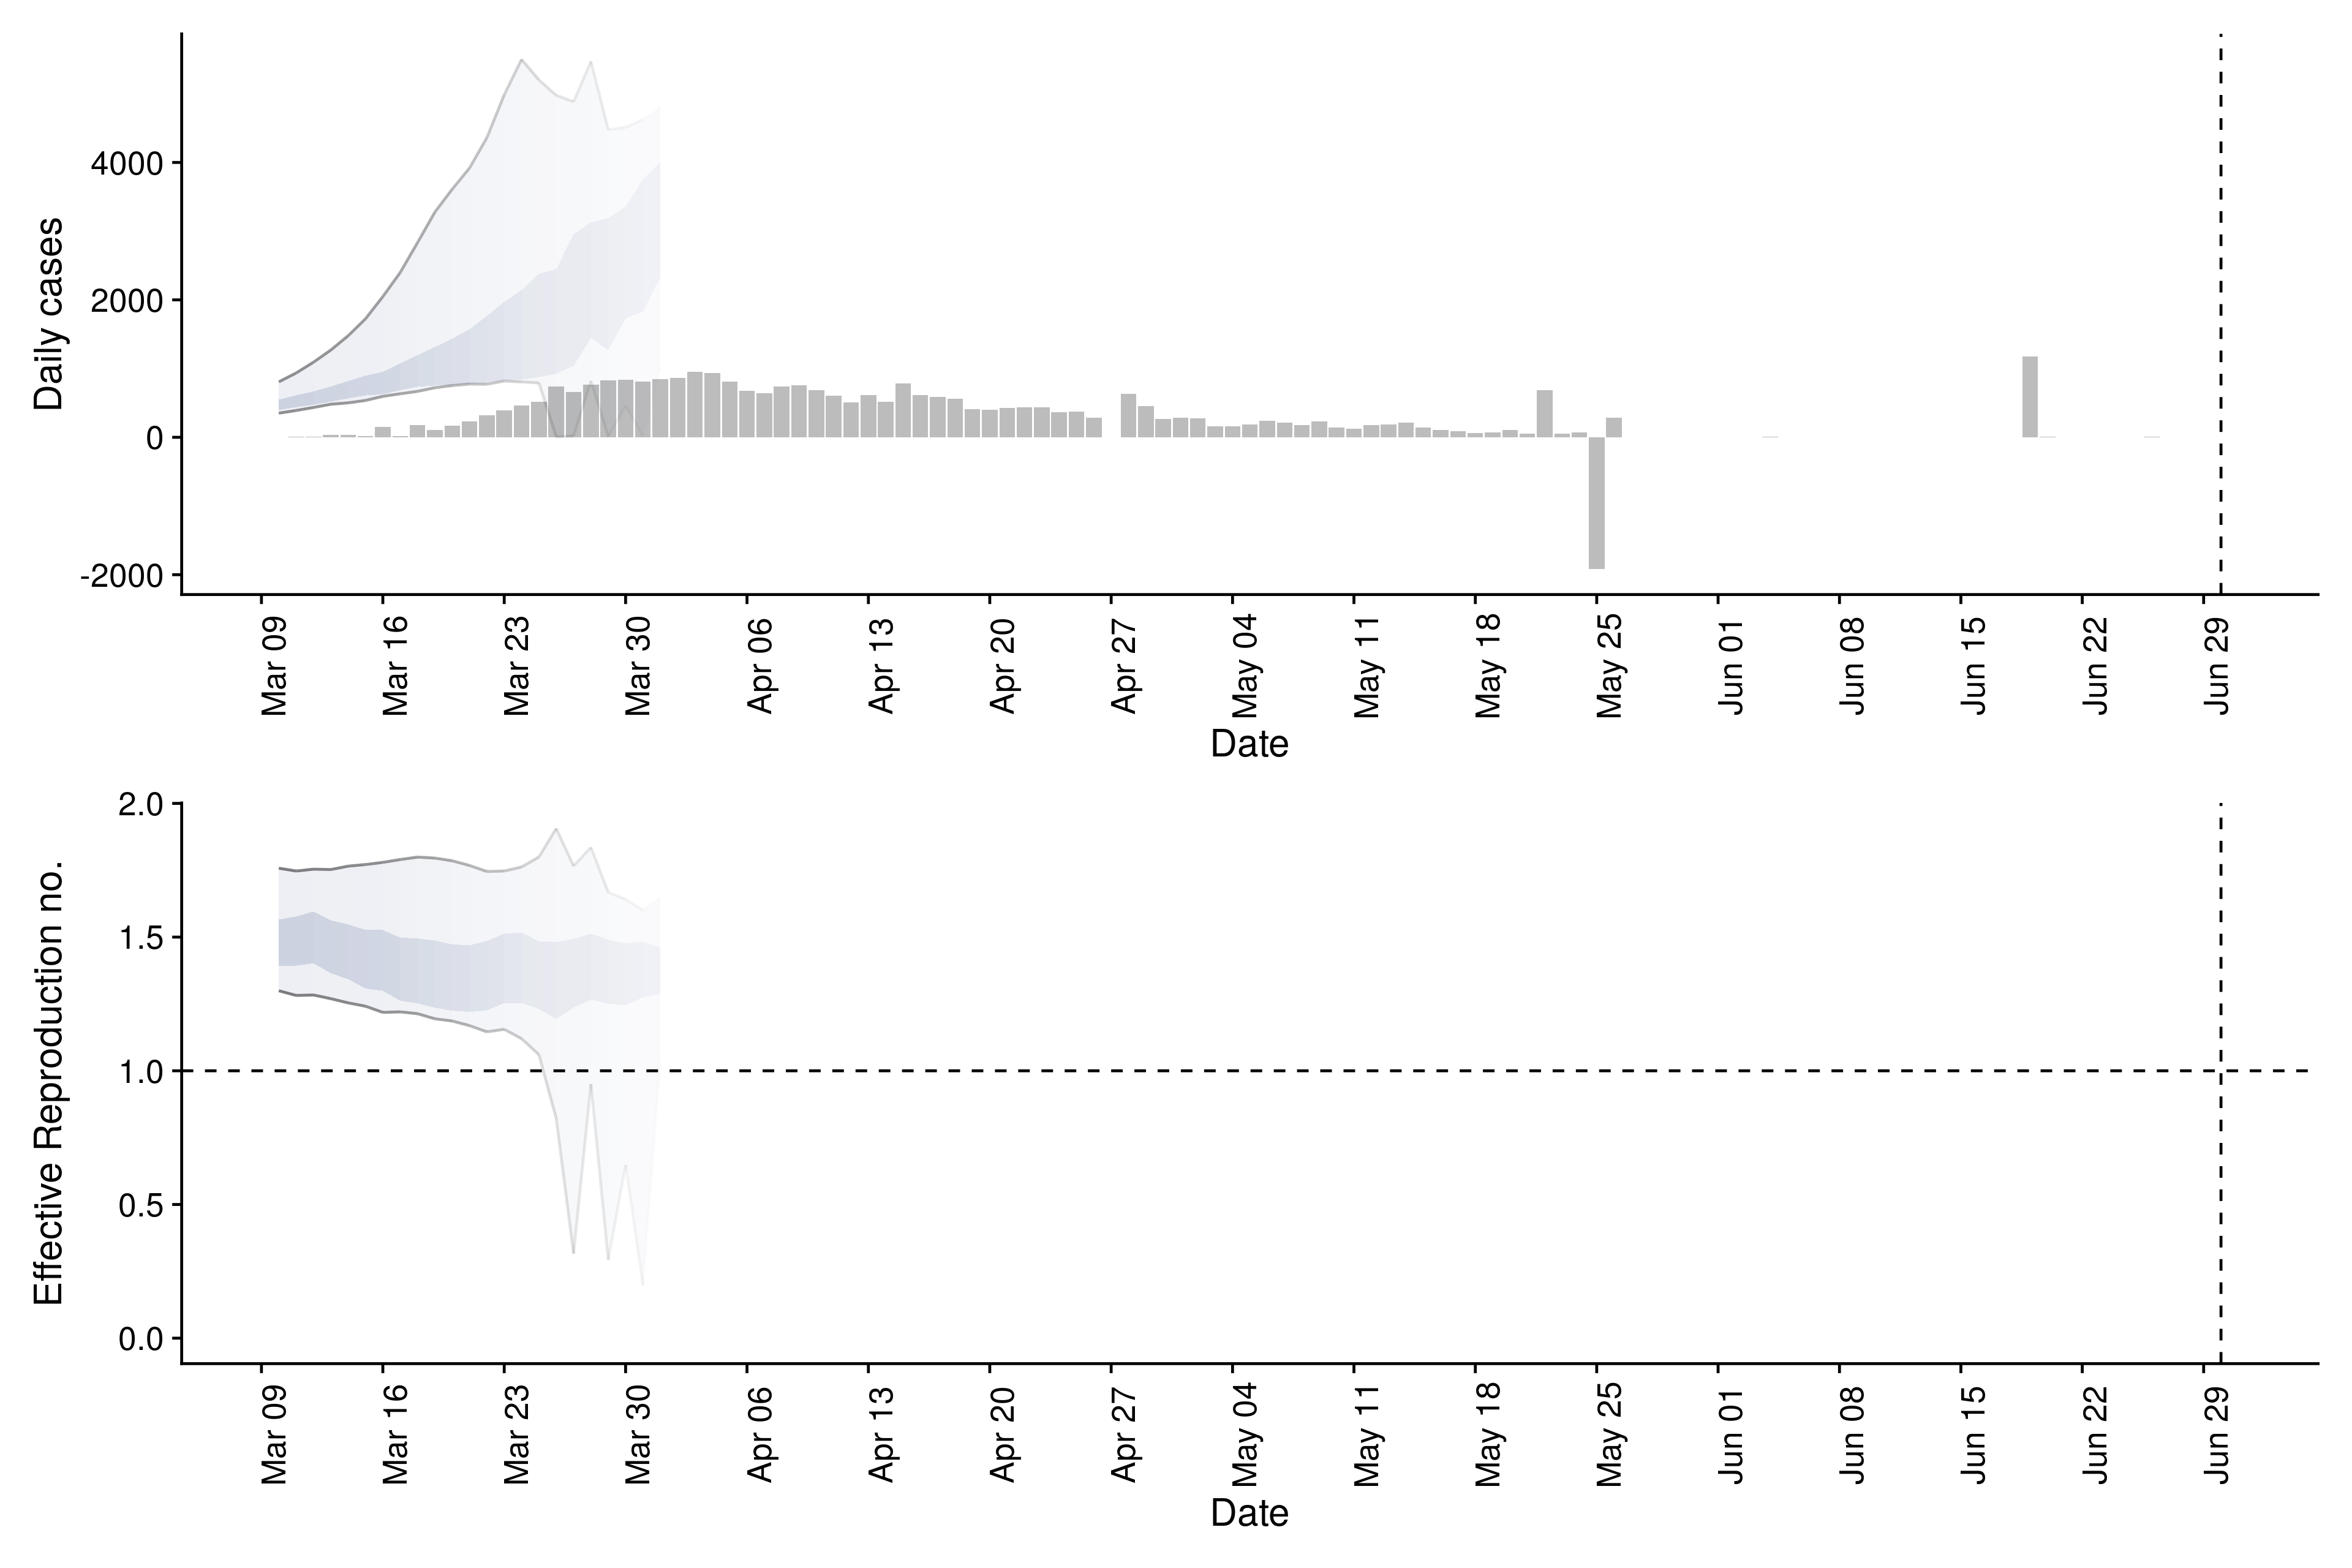 Daily cases
4000
2000
0
-2000
Mar 09 Mar 16 Mar 23 Mar 30 Apr 06 Apr 13 Apr 20 Apr 27 May 04 May 11 May 18 May 25 Jun 01 Jun 08 Jun 15 Jun 22 Jun 29
Date
Effective Reproduction no.
2.0
1.5
1.0
0.5
0.0
Mar 09 Mar 16 Mar 23 Mar 30 Apr 06 Apr 13 Apr 20 Apr 27 May 04 May 11 May 18 May 25 Jun 01 Jun 08 Jun 15 Jun 22 Jun 29
Date